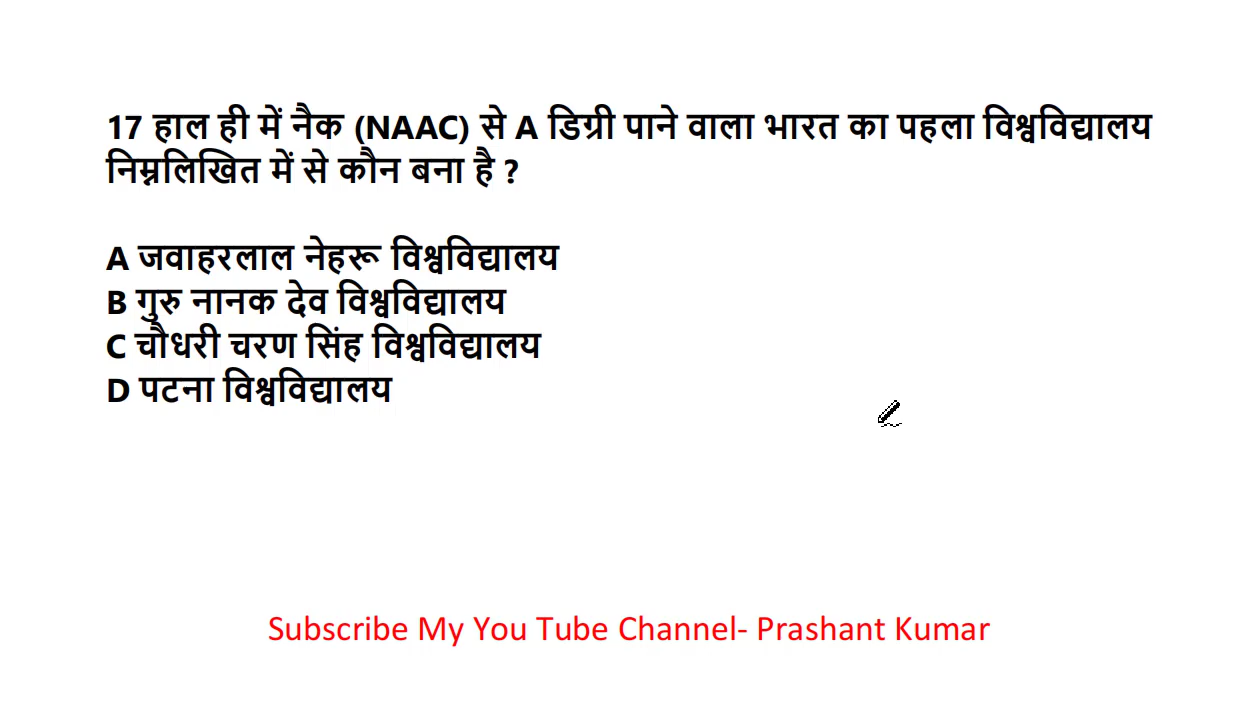 17 हाल ही में नैक (NAAC) से A डिग्री पाने वाला भारत का पहला विश्वविद्यालय
निम्नलिखित में से कौन बना है ?
A जवाहरलाल नेहरू विश्वविद्यालय
B गुरु नानक देव विश्वविद्यालय
C चौधरी चरण सिंह विश्वविद्यालय
D पटना विश्वविद्यालय
Subscribe My You Tube Channel- Prashant Kumar